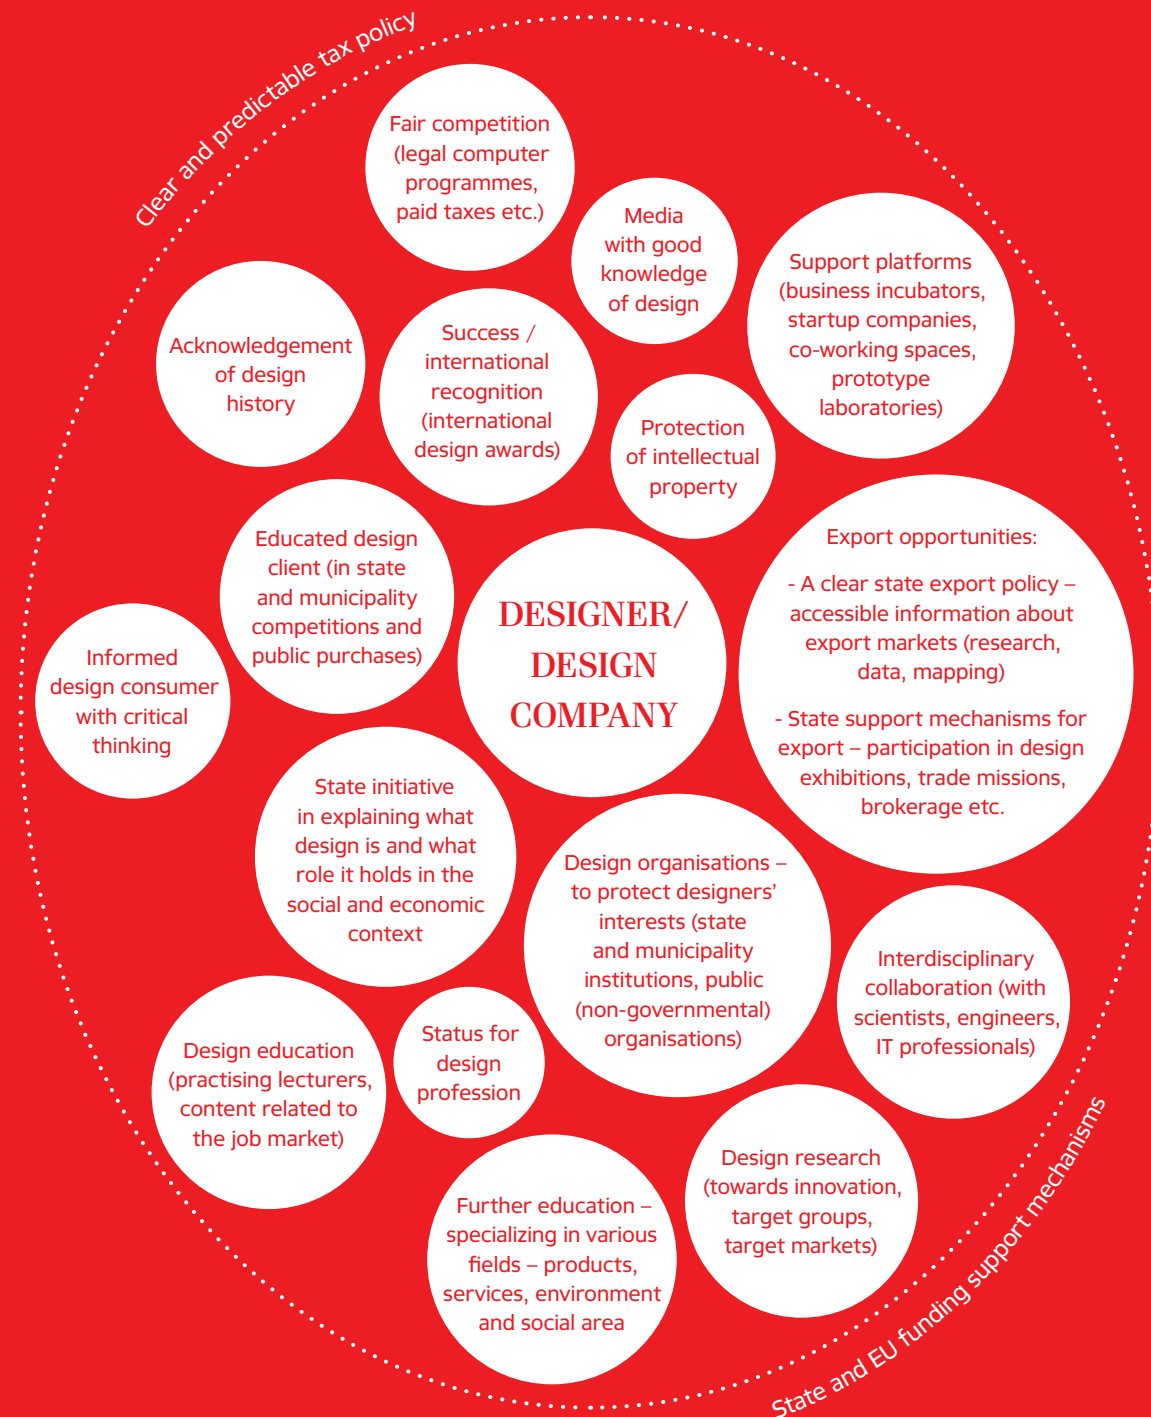 Clear and predictable tax policy
Fair competition
(legal computer
programmes,
paid taxes etc.)
Media
with good
knowledge
of design
Support platforms
(business incubators,
startup companies,
co-working spaces,
prototype
laboratories)
Acknowledgement
of design
history
Success /
international
recognition
(international
design awards)
Protection
of intellectual
property
Educated design
client (in state
and municipality
competitions and
public purchases)
DESIGNER/
DESIGN
COMPANY
Export opportunities:
- A clear state export policy –
accessible information about
export markets (research,
data, mapping)
- State support mechanisms for
export – participation in design
exhibitions, trade missions,
brokerage etc.
Informed
design consumer
with critical
thinking
State initiative
in explaining what
design is and what
role it holds in the
social and economic
context
Design organisations –
to protect designers’
interests (state
and municipality
institutions, public
(non-governmental)
organisations)
Interdisciplinary
collaboration (with
scientists, engineers,
IT professionals)
Design education
(practising lecturers,
content related to
the job market)
Status for
design
profession
Further education –
specializing in various
fields – products,
services, environment
and social area
Design research
(towards innovation,
target groups,
target markets)
State and EU funding support mechanisms